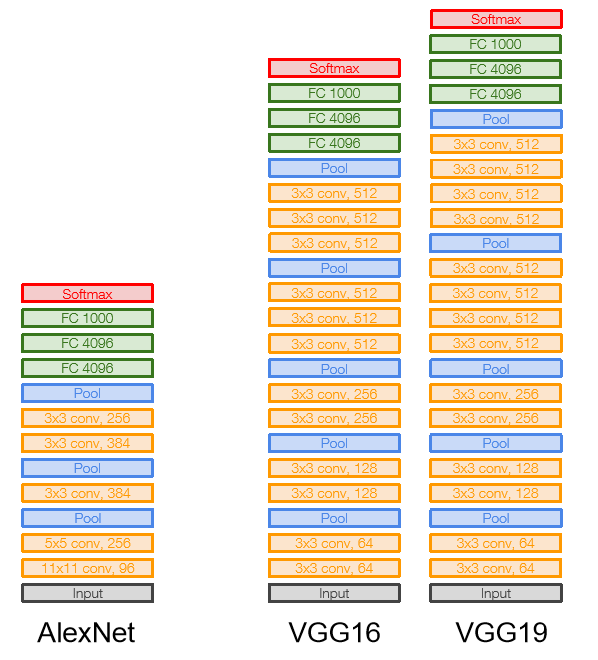 Softmax
FC 1000
FC 4096
FC 4096
Pool
3x3 conv, 256
3x3 conv, 384
Pool
3x3 conv, 384
Pool
5x5 conv, 256
11x11 conv, 96
Input
AlexNet
Softmax
FC 1000
FC 4096
FC 4096
Pool
3x3 conv, 512
3x3 conv, 512
3x3 conv, 512
Pool
3x3 conv, 512
3x3 conv, 512
3x3 conv, 512
Pool
3x3 conv, 256
3x3 conv, 256
Pool
3x3 conv, 128
3x3 conv, 128
Pool
3x3 conv, 64
3x3 conv, 64
Input
VGG16
Softmax
FC 1000
FC 4096
FC 4096
Pool
3x3 conv, 512
3x3 conv, 512
3x3 conv, 512
3x3 conv, 512
Pool
3x3 conv, 512
3x3 conv, 512
3x3 conv, 512
3x3 conv, 512
Pool
3x3 conv, 256
3x3 conv, 256
Pool
3x3 conv, 128
3x3 conv, 128
Pool
3x3 conv, 64
3x3 conv, 64
Input
VGG19